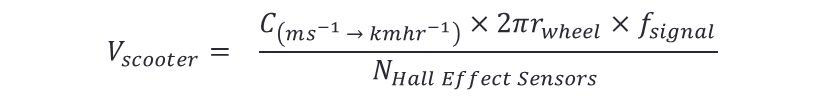 V_scooter = C_(ms⁻¹ → kmhr⁻¹) × 2πr_wheel × f_signal
N_Hall Effect Sensors